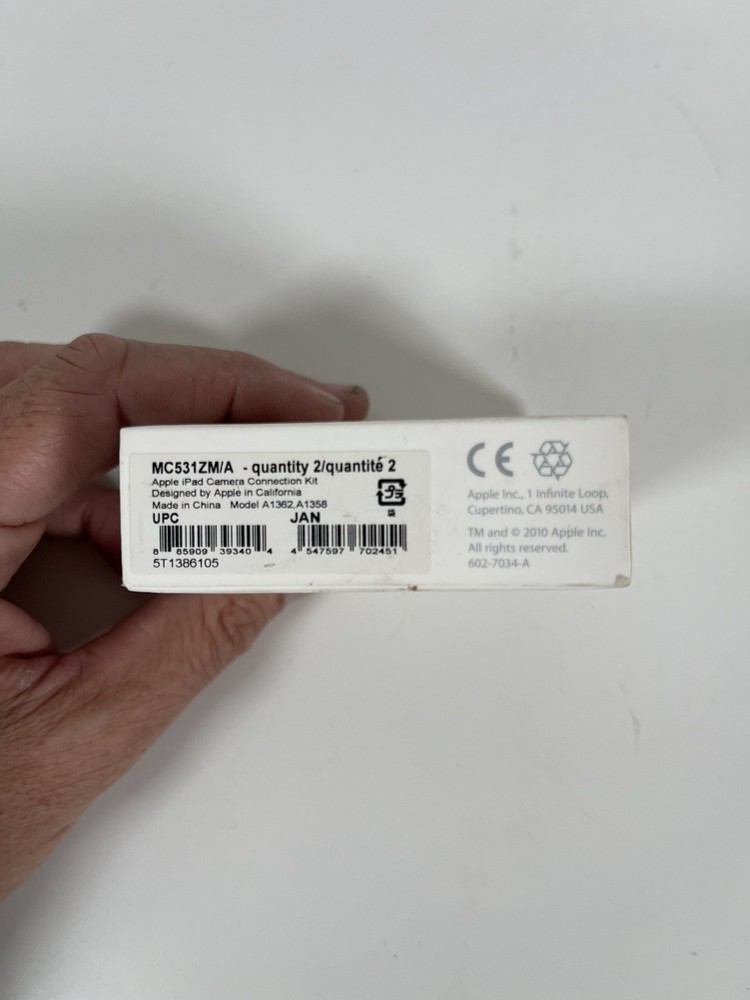 MC531ZM/A - quantity 2/quantité 2
Apple iPad Camera Connection Kit
Designed by Apple in California
Made in China Model A1362,A1358
UPC JAN
8 85909 39340 4 4 547597 702451
5T1386105
CE
Apple Inc., 1 Infinite Loop,
Cupertino, CA 95014 USA
TM and © 2010 Apple Inc.
All rights reserved.
602-7034-A